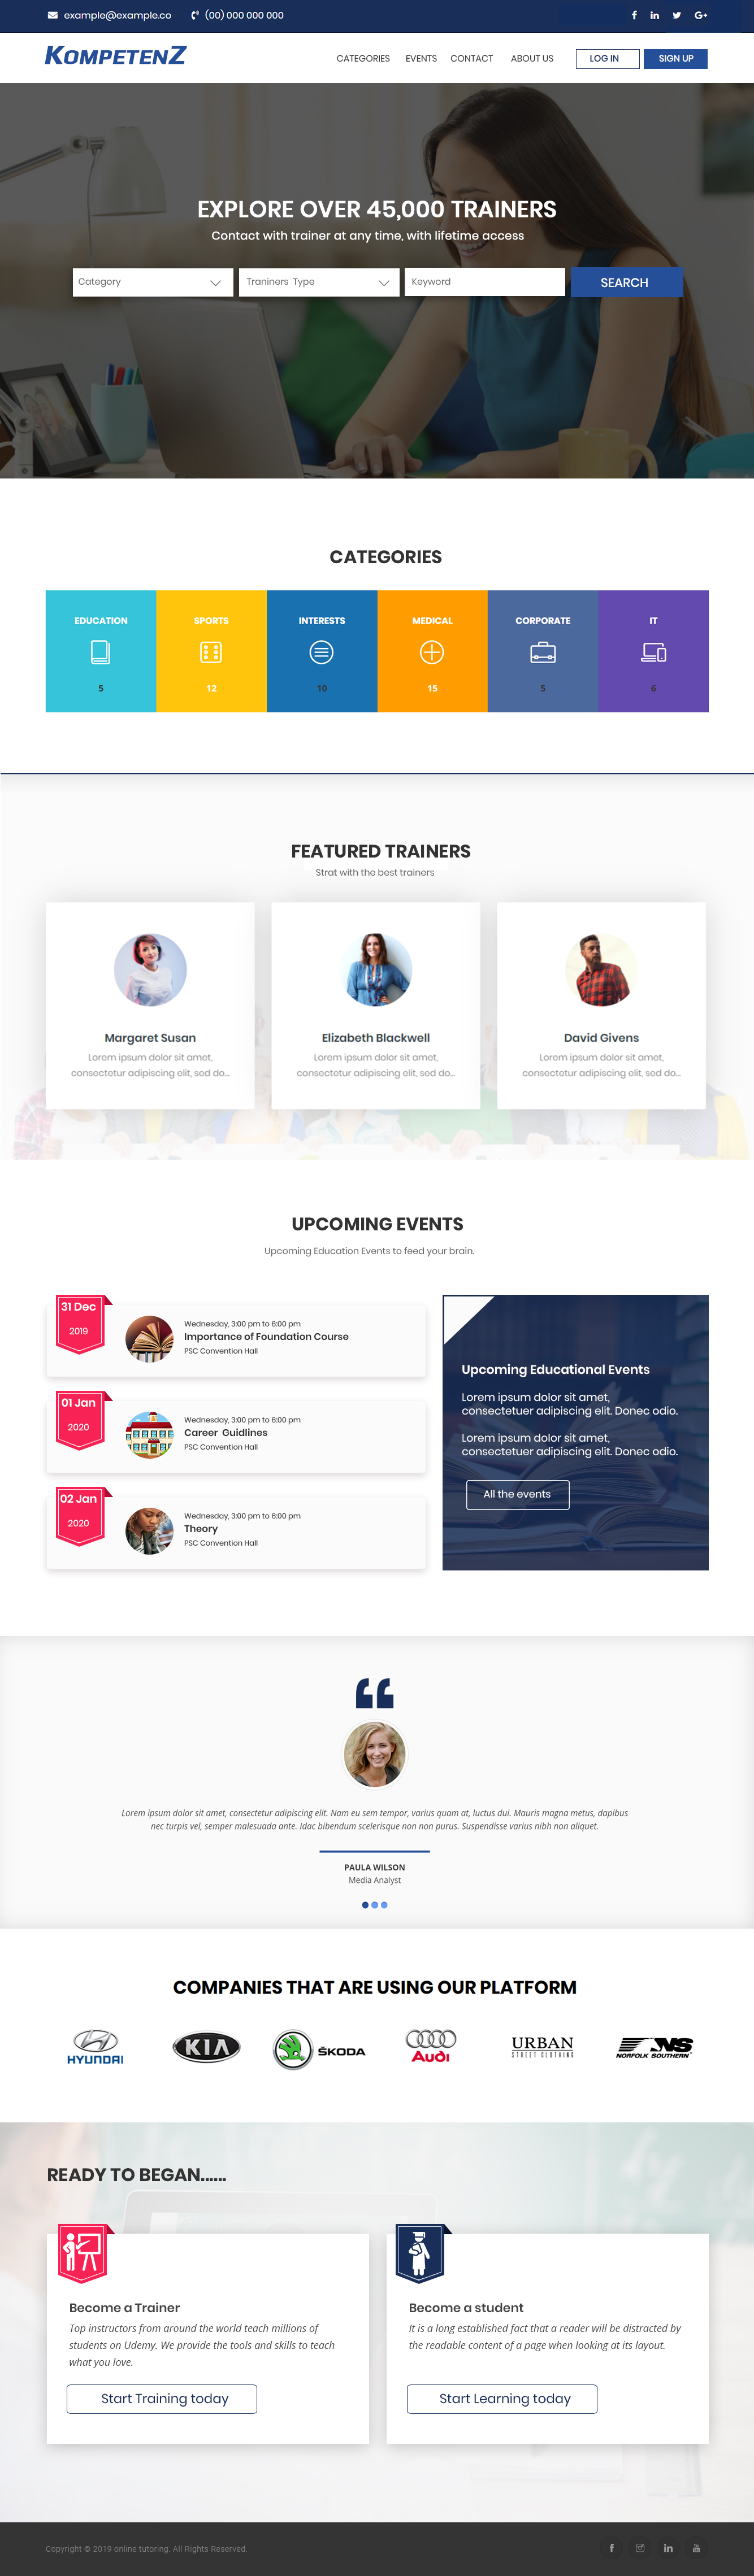 example@example.co
(00) 000 000 000
KOMPETENZ
CATEGORIES
EVENTS
CONTACT
ABOUT US
LOG IN
SIGN UP
EXPLORE OVER 45,000 TRAINERS
Contact with trainer at any time, with lifetime access
Category
Traniners Type
Keyword
SEARCH
CATEGORIES
EDUCATION
SPORTS
INTERESTS
MEDICAL
CORPORATE
IT
5
12
10
15
5
6
FEATURED TRAINERS
Strat with the best trainers
Margaret Susan
Lorem ipsum dolor sit amet,
consectetur adipiscing elit, sed do...
Elizabeth Blackwell
Lorem ipsum dolor sit amet,
consectetur adipiscing elit, sed do...
David Givens
Lorem ipsum dolor sit amet,
consectetur adipiscing elit, sed do...
UPCOMING EVENTS
Upcoming Education Events to feed your brain.
31 Dec
2019
Wednesday, 3:00 pm to 6:00 pm
Importance of Foundation Course
PSC Convention Hall
01 Jan
2020
Wednesday, 3:00 pm to 6:00 pm
Career Guidlines
PSC Convention Hall
02 Jan
2020
Wednesday, 3:00 pm to 6:00 pm
Theory
PSC Convention Hall
Upcoming Educational Events
Lorem ipsum dolor sit amet,
consectetuer adipiscing elit. Donec odio.
Lorem ipsum dolor sit amet,
consectetuer adipiscing elit. Donec odio.
All the events
Lorem ipsum dolor sit amet, consectetur adipiscing elit. Nam eu sem tempor, varius quam at, luctus dui. Mauris magna metus, dapibus
nec turpis vel, semper malesuada ante. Idac bibendum scelerisque non non purus. Suspendisse varius nibh non aliquet.
PAULA WILSON
Media Analyst
COMPANIES THAT ARE USING OUR PLATFORM
HYUNDAI
KIA
ŠKODA
Audi
URBAN
STREET CLOTHING
NS
NORFOLK SOUTHERN
READY TO BEGAN......
Become a Trainer
Top instructors from around the world teach millions of
students on Udemy. We provide the tools and skills to teach
what you love.
Start Training today
Become a student
It is a long established fact that a reader will be distracted by
the readable content of a page when looking at its layout.
Start Learning today
Copyright © 2019 online tutoring. All Rights Reserved.